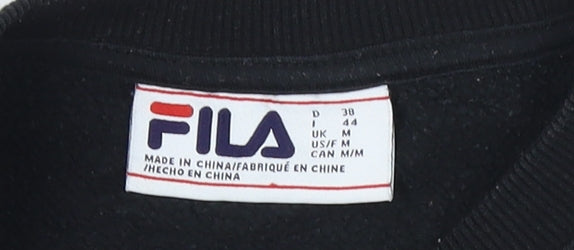 FILA
D 38
I 44
UK M
US/F M
CAN M/M
MADE IN CHINA/FABRIQUÉ EN CHINE
/HECHO EN CHINA